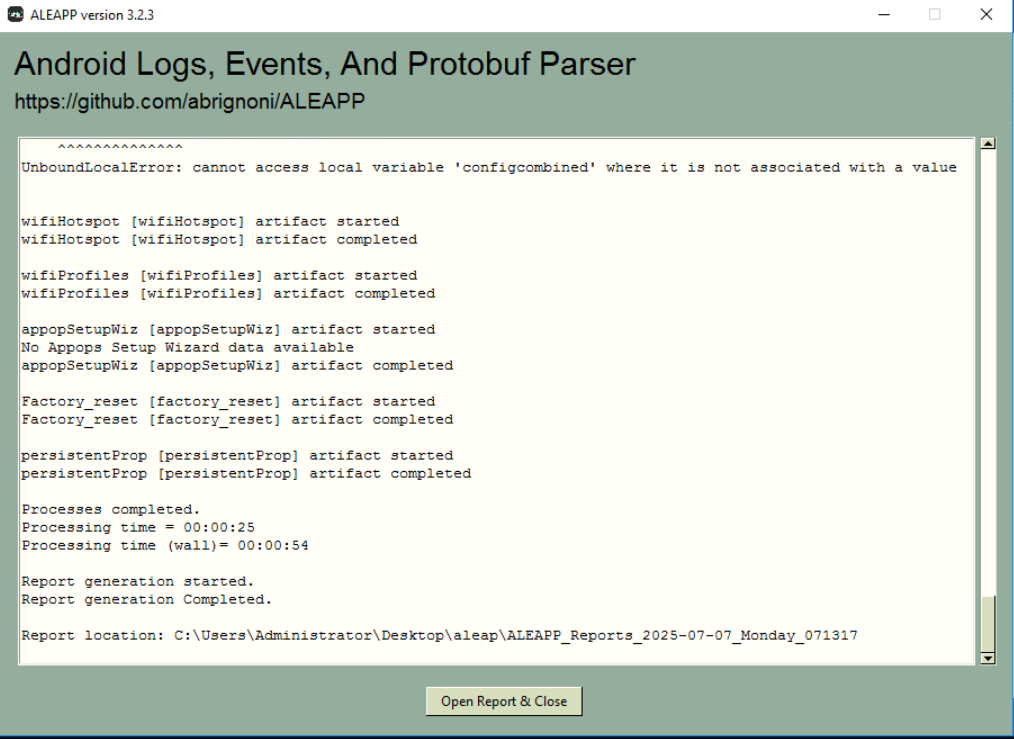 ALEAPP version 3.2.3
Android Logs, Events, And Protobuf Parser
https://github.com/abrignoni/ALEAPP
^^^^^^^^^^^^^^
UnboundLocalError: cannot access local variable 'configcombined' where it is not associated with a value
wifiHotspot [wifiHotspot] artifact started
wifiHotspot [wifiHotspot] artifact completed
wifiProfiles [wifiProfiles] artifact started
wifiProfiles [wifiProfiles] artifact completed
appopSetupWiz [appopSetupWiz] artifact started
No Appops Setup Wizard data available
appopSetupWiz [appopSetupWiz] artifact completed
Factory_reset [factory_reset] artifact started
Factory_reset [factory_reset] artifact completed
persistentProp [persistentProp] artifact started
persistentProp [persistentProp] artifact completed
Processes completed.
Processing time = 00:00:25
Processing time (wall)= 00:00:54
Report generation started.
Report generation Completed.
Report location: C:\Users\Administrator\Desktop\aleap\ALEAPP_Reports_2025-07-07_Monday_071317
Open Report & Close